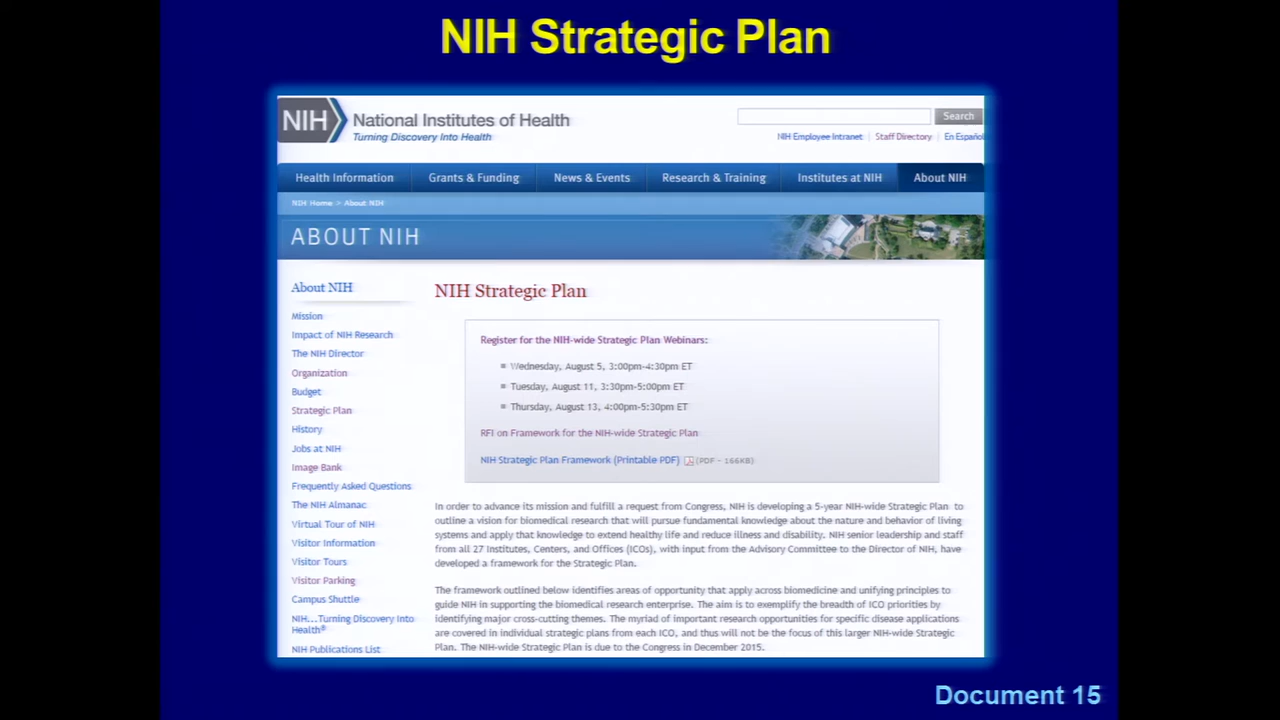 NIH Strategic Plan
NIH
National Institutes of Health
Turning Discovery Into Health
Search
NIH Employee Intranet | Staff Directory | En Español
Health Information
Grants & Funding
News & Events
Research & Training
Institutes at NIH
About NIH
NIH Home > About NIH
ABOUT NIH
About NIH
Mission
Impact of NIH Research
The NIH Director
Organization
Budget
Strategic Plan
History
Jobs at NIH
Image Bank
Frequently Asked Questions
The NIH Almanac
Virtual Tour of NIH
Visitor Information
Visitor Tours
Visitor Parking
Campus Shuttle
NIH...Turning Discovery Into
Health®
NIH Publications List
NIH Strategic Plan
Register for the NIH-wide Strategic Plan Webinars:
Wednesday, August 5, 3:00pm-4:30pm ET
Tuesday, August 11, 3:30pm-5:00pm ET
Thursday, August 13, 4:00pm-5:30pm ET
RFI on Framework for the NIH-wide Strategic Plan
NIH Strategic Plan Framework (Printable PDF) (PDF - 166KB)
In order to advance its mission and fulfill a request from Congress, NIH is developing a 5-year NIH-wide Strategic Plan to
outline a vision for biomedical research that will pursue fundamental knowledge about the nature and behavior of living
systems and apply that knowledge to extend healthy life and reduce illness and disability. NIH senior leadership and staff
from all 27 Institutes, Centers, and Offices (ICOs), with input from the Advisory Committee to the Director of NIH, have
developed a framework for the Strategic Plan.
The framework outlined below identifies areas of opportunity that apply across biomedicine and unifying principles to
guide NIH in supporting the biomedical research enterprise. The aim is to exemplify the breadth of ICO priorities by
identifying major cross-cutting themes. The myriad of important research opportunities for specific disease applications
are covered in individual strategic plans from each ICO, and thus will not be the focus of this larger NIH-wide Strategic
Plan. The NIH-wide Strategic Plan is due to the Congress in December 2015.
Document 15